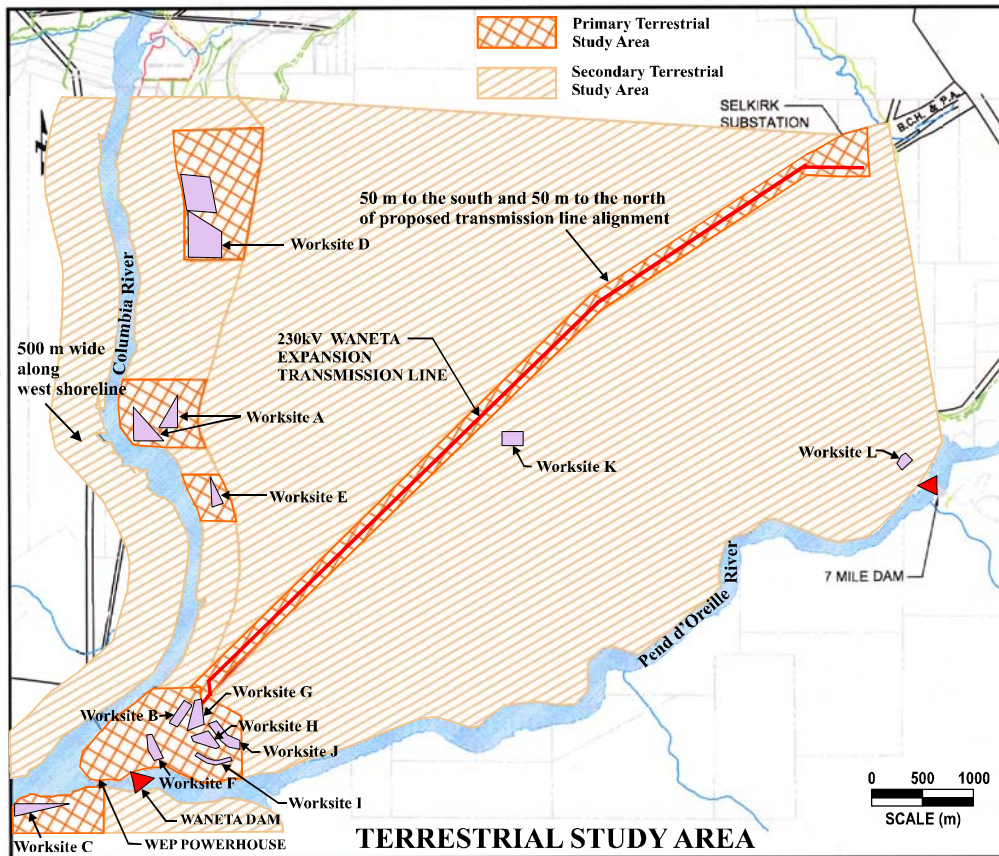 Primary Terrestrial
Study Area
Secondary Terrestrial
Study Area
SELKIRK
SUBSTATION
B.C.H. & P.A.
50 m to the south and 50 m to the north
of proposed transmission line alignment
Worksite D
Columbia River
500 m wide
along
west shoreline
230kV WANETA
EXPANSION
TRANSMISSION LINE
Worksite A
Worksite K
Worksite L
Worksite E
7 MILE DAM
Pend d'Oreille River
Worksite G
Worksite B
Worksite H
Worksite J
Worksite F
Worksite I
WANETA DAM
WEP POWERHOUSE
Worksite C
0 500 1000
SCALE (m)
TERRESTRIAL STUDY AREA